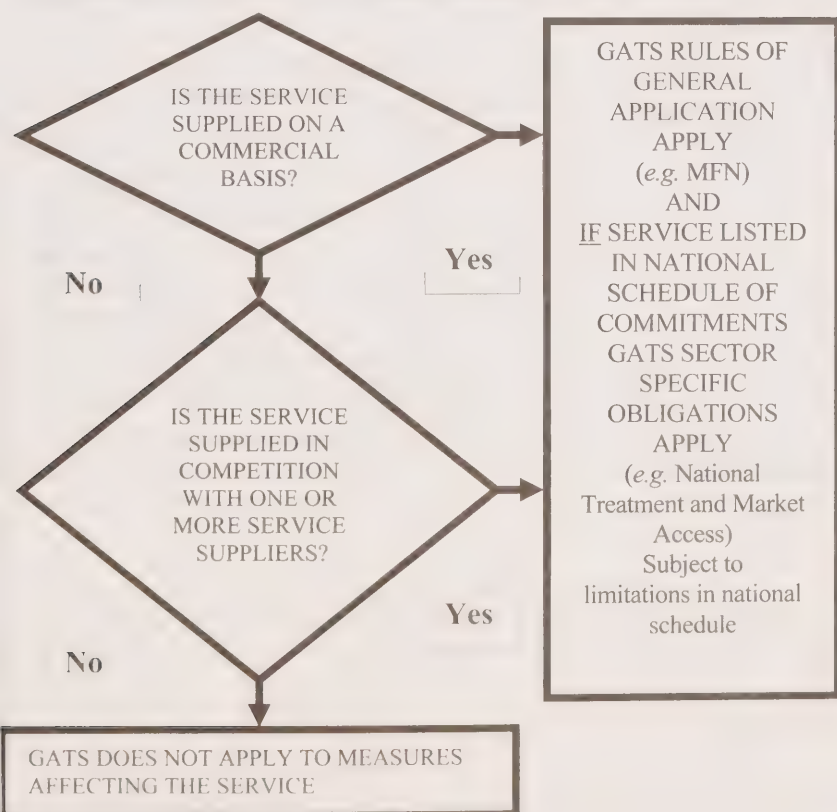 IS THE SERVICE
SUPPLIED ON A
COMMERCIAL
BASIS?
No
Yes
IS THE SERVICE
SUPPLIED IN
COMPETITION
WITH ONE OR
MORE SERVICE
SUPPLIERS?
Yes
No
GATS DOES NOT APPLY TO MEASURES
AFFECTING THE SERVICE
GATS RULES OF
GENERAL
APPLICATION
APPLY
(e.g. MFN)
AND
IF SERVICE LISTED
IN NATIONAL
SCHEDULE OF
COMMITMENTS
GATS SECTOR
SPECIFIC
OBLIGATIONS
APPLY
(e.g. National
Treatment and Market
Access)
Subject to
limitations in national
schedule